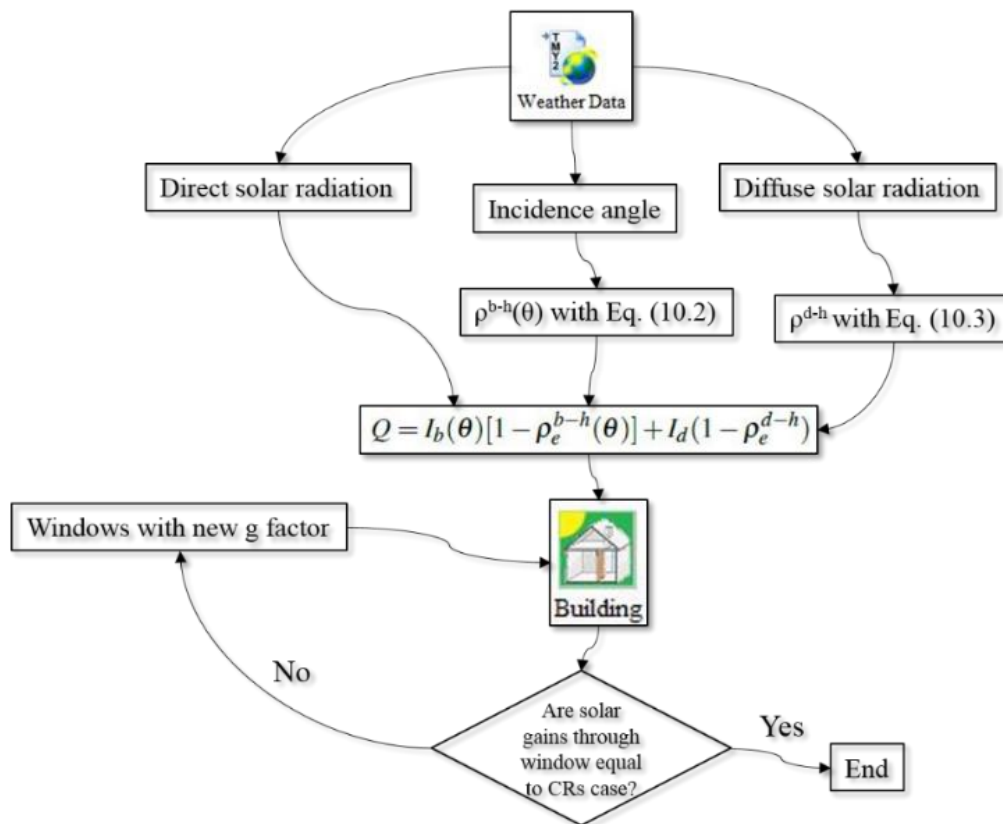 TMY2
Weather Data
Direct solar radiation
Incidence angle
Diffuse solar radiation
ρ^{b-h}(θ) with Eq. (10.2)
ρ^{d-h} with Eq. (10.3)
Q = I_b(θ)[1 − ρ_e^{b−h}(θ)] + I_d(1 − ρ_e^{d−h})
Windows with new g factor
Building
No
Are solar
gains through
window equal
to CRs case?
Yes
End